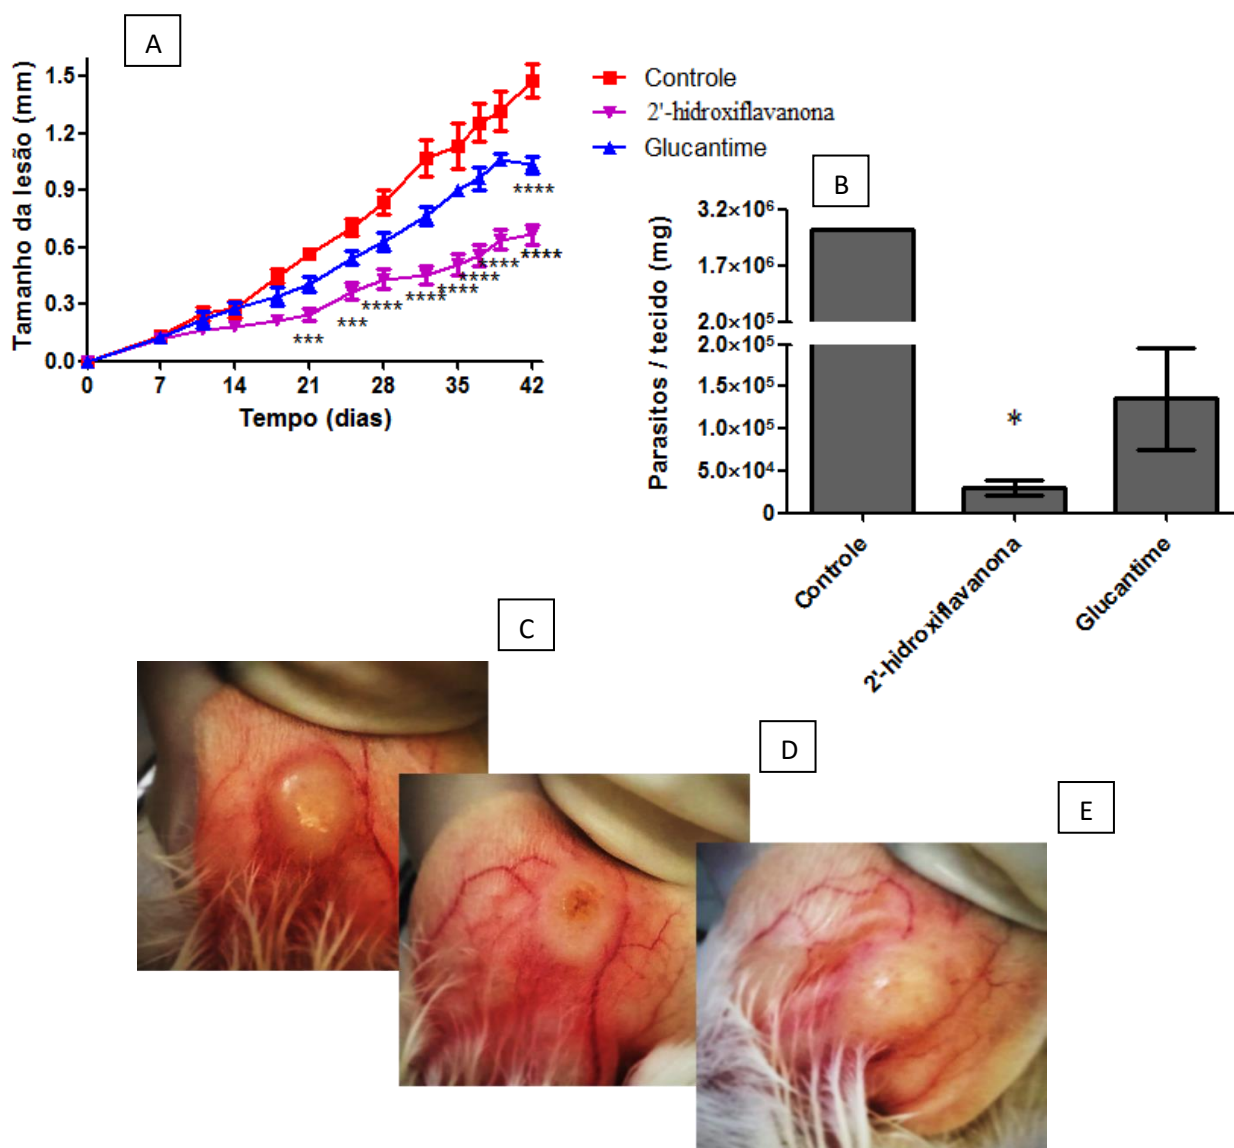 A
Tamanho da lesão (mm)
1.5
1.2
0.9
0.6
0.3
0.0
0 7 14 21 28 35 42
Tempo (dias)
*** *** **** **** **** **** **** **** ****
Controle
2'-hidroxiflavanona
Glucantime
B
Parasitos / tecido (mg)
3.2×10⁶
1.7×10⁶
2.0×10⁵
2.0×10⁵
1.5×10⁵
1.0×10⁵
5.0×10⁴
0
*
Controle
2'-hidroxiflavanona
Glucantime
C
D
E